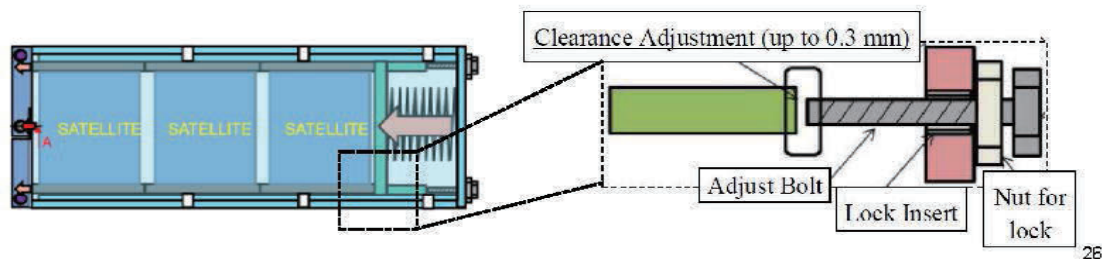 Clearance Adjustment (up to 0.3 mm)
SATELLITE SATELLITE SATELLITE
A
Adjust Bolt
Lock Insert
Nut for
lock
26